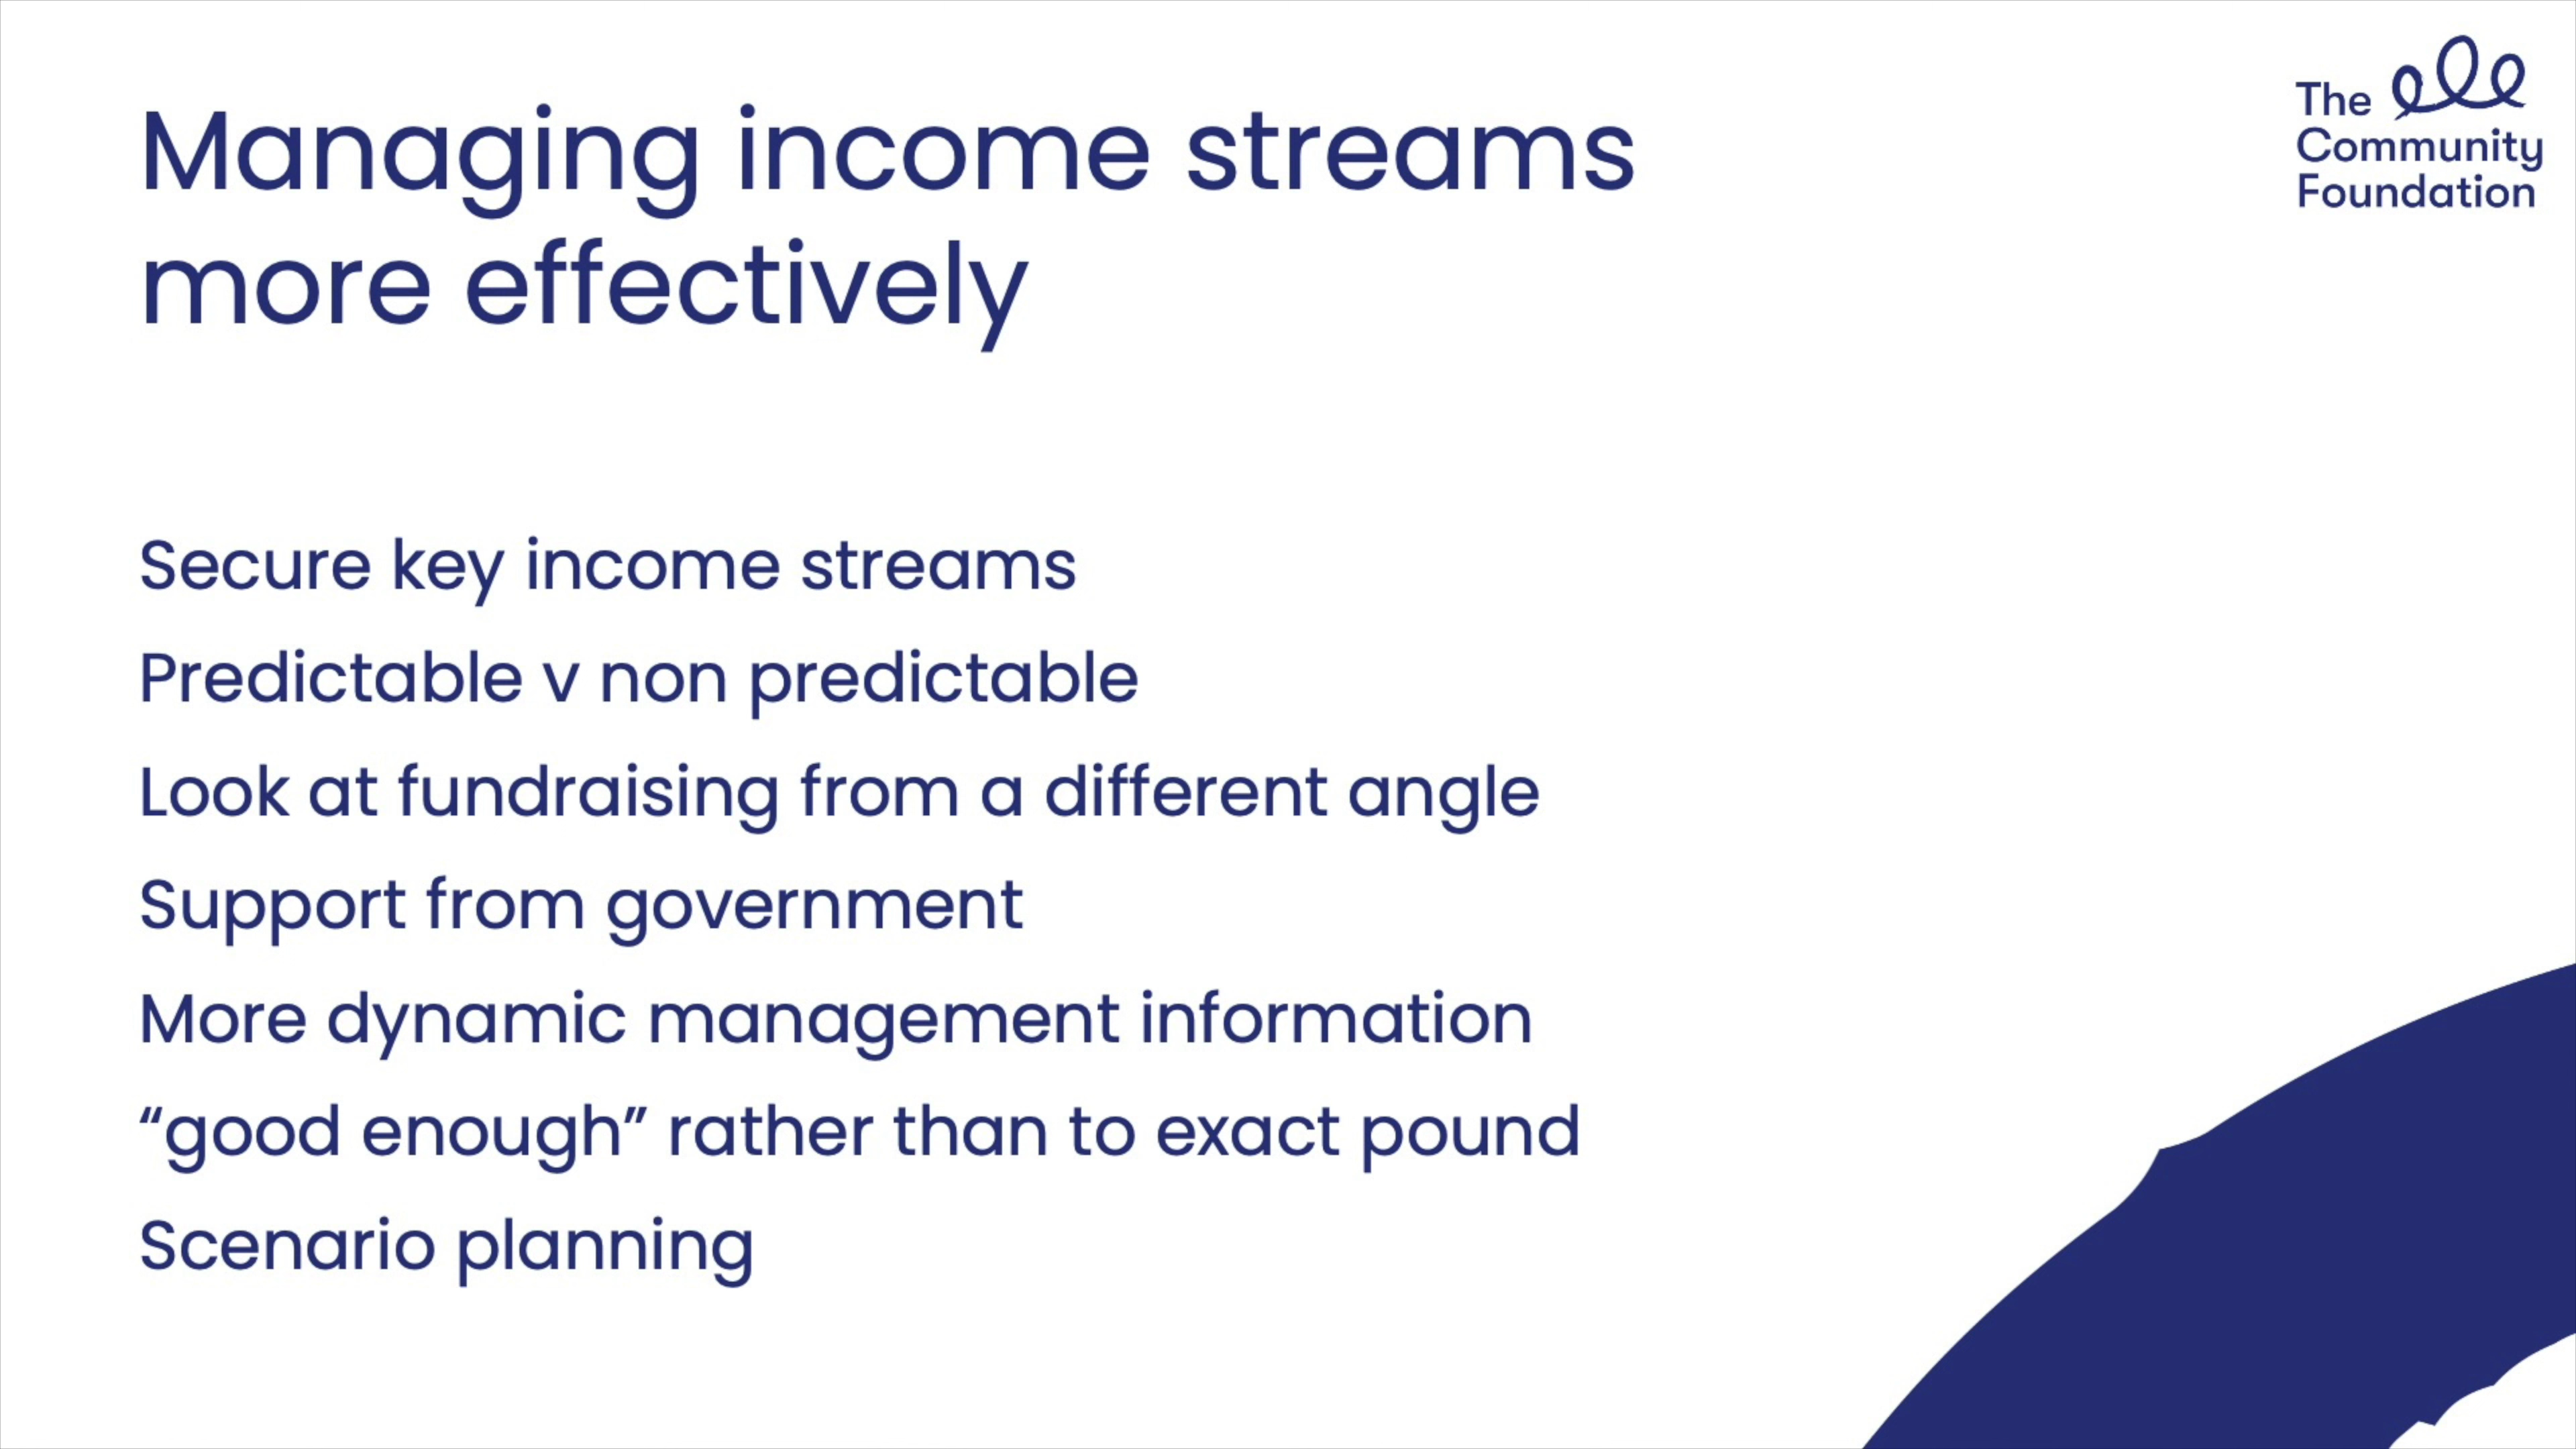 Managing income streams
more effectively
The
Community
Foundation
Secure key income streams
Predictable v non predictable
Look at fundraising from a different angle
Support from government
More dynamic management information
“good enough” rather than to exact pound
Scenario planning